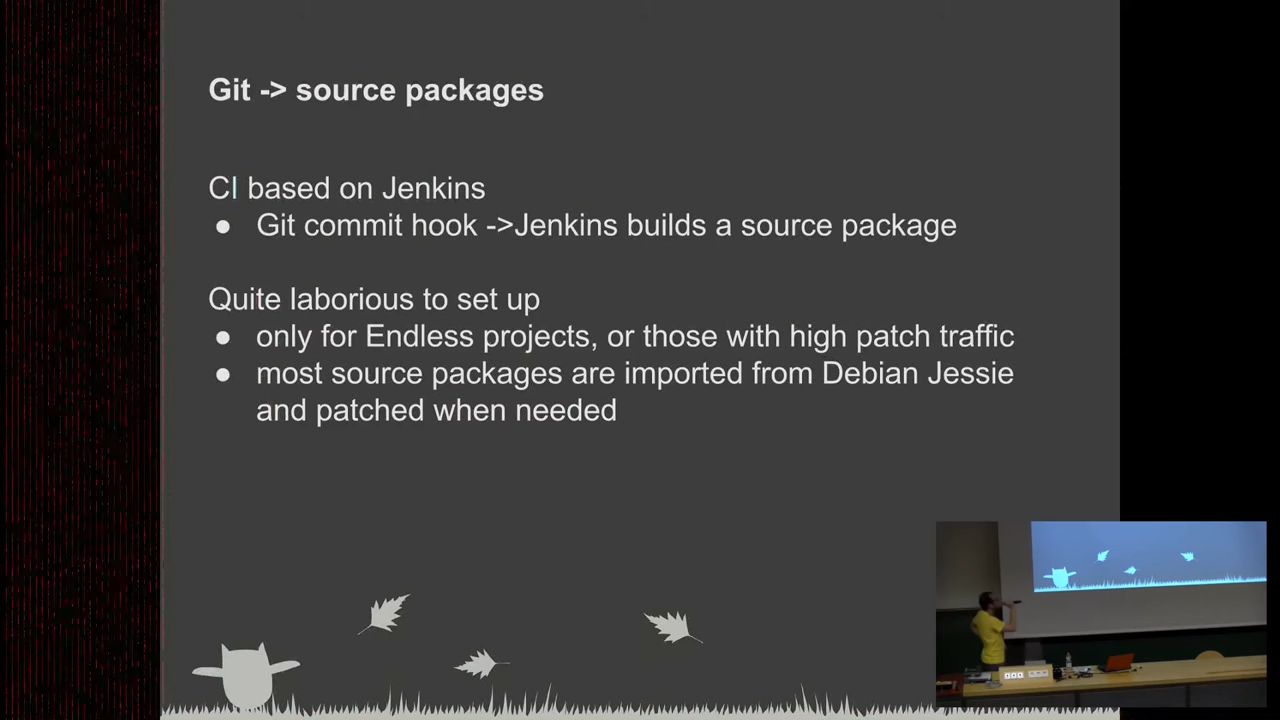 Git -> source packages
CI based on Jenkins
● Git commit hook ->Jenkins builds a source package
Quite laborious to set up
● only for Endless projects, or those with high patch traffic
● most source packages are imported from Debian Jessie
and patched when needed